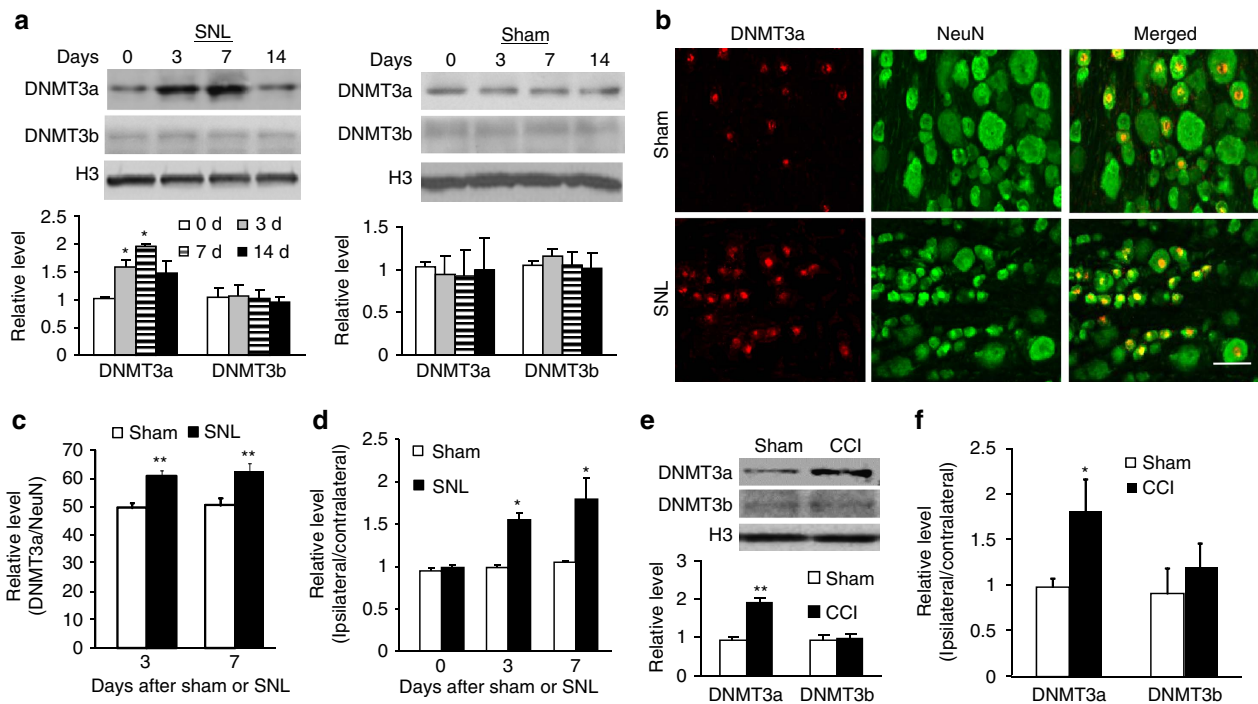 a
SNL
Days 0 3 7 14
DNMT3a
DNMT3b
H3
Relative level
2.5
2
1.5
1
0.5
0
0 d 3 d
7 d 14 d
* *
DNMT3a DNMT3b
Sham
Days 0 3 7 14
DNMT3a
DNMT3b
H3
Relative level
1.5
1
0.5
0
DNMT3a DNMT3b
b
DNMT3a NeuN Merged
Sham
SNL
c
Sham SNL
Relative level
(DNMT3a/NeuN)
70
60
50
40
30
20
10
0
** **
3 7
Days after sham or SNL
d
Sham
SNL
Relative level
(Ipsilateral/contralateral)
2.5
2
1.5
1
0.5
0
* *
0 3 7
Days after sham or SNL
e
Sham CCI
DNMT3a
DNMT3b
H3
Relative level
3
2
1
0
**
Sham
CCI
DNMT3a DNMT3b
f
Relative level
(Ipsilateral/contralateral)
2.5
2
1.5
1
0.5
0
*
Sham
CCI
DNMT3a DNMT3b